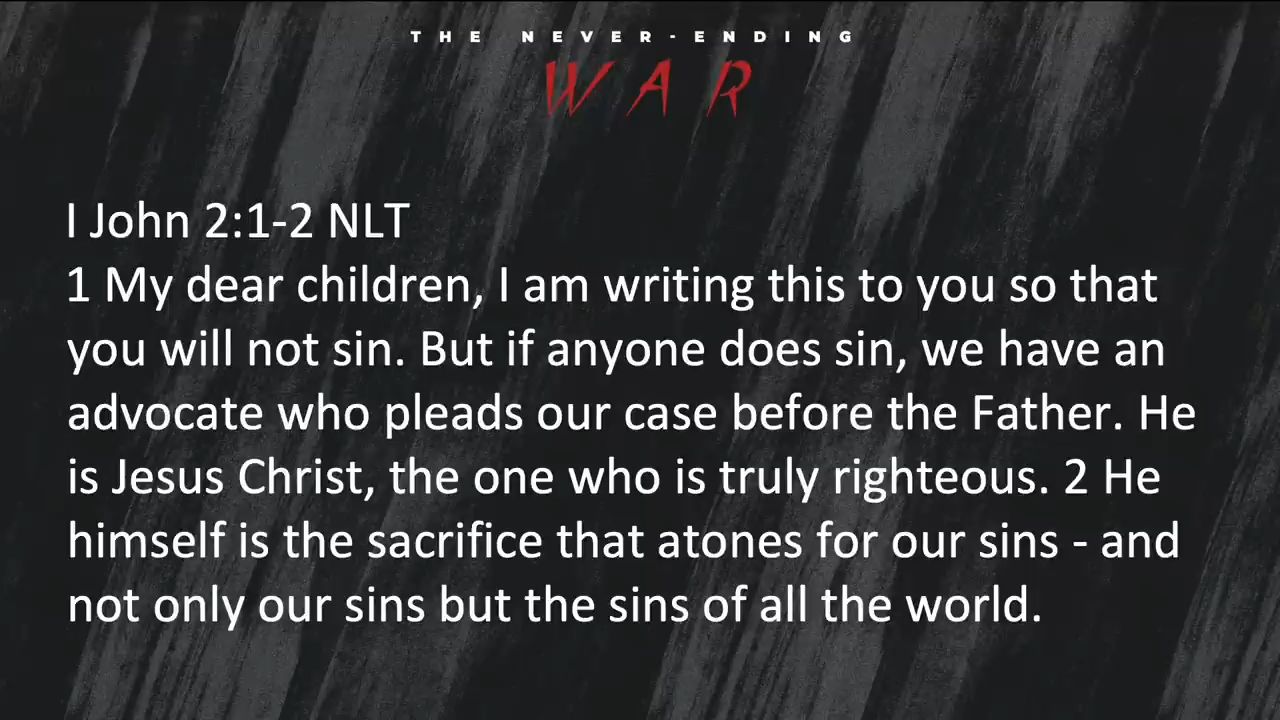 THE NEVER-ENDING
WAR
I John 2:1-2 NLT
1 My dear children, I am writing this to you so that
you will not sin. But if anyone does sin, we have an
advocate who pleads our case before the Father. He
is Jesus Christ, the one who is truly righteous. 2 He
himself is the sacrifice that atones for our sins - and
not only our sins but the sins of all the world.